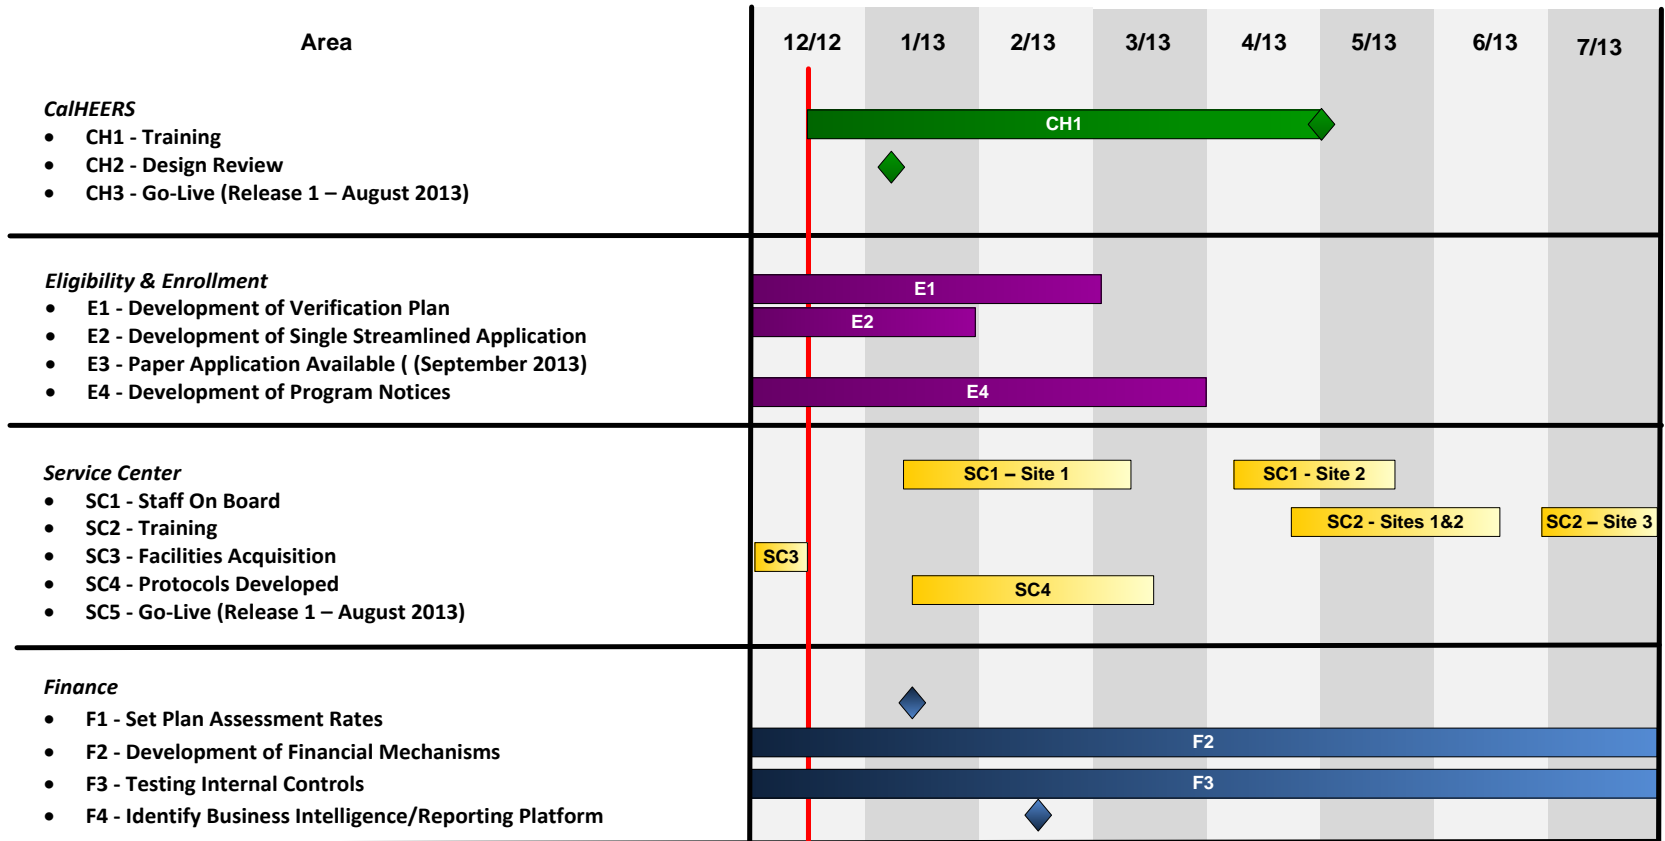 Area 12/12 1/13 2/13 3/13 4/13 5/13 6/13 7/13
CalHEERS
• CH1 - Training
CH1
• CH2 - Design Review
• CH3 - Go-Live (Release 1 – August 2013)
Eligibility & Enrollment
E1
• E1 - Development of Verification Plan
E2
• E2 - Development of Single Streamlined Application
• E3 - Paper Application Available ( (September 2013)
• E4 - Development of Program Notices
E4
Service Center
SC1 – Site 1 SC1 - Site 2
• SC1 - Staff On Board
• SC2 - Training
SC2 - Sites 1&2 SC2 – Site 3
• SC3 - Facilities Acquisition
SC3
• SC4 - Protocols Developed
SC4
• SC5 - Go-Live (Release 1 – August 2013)
Finance
• F1 - Set Plan Assessment Rates
• F2 - Development of Financial Mechanisms
F2
• F3 - Testing Internal Controls
F3
• F4 - Identify Business Intelligence/Reporting Platform